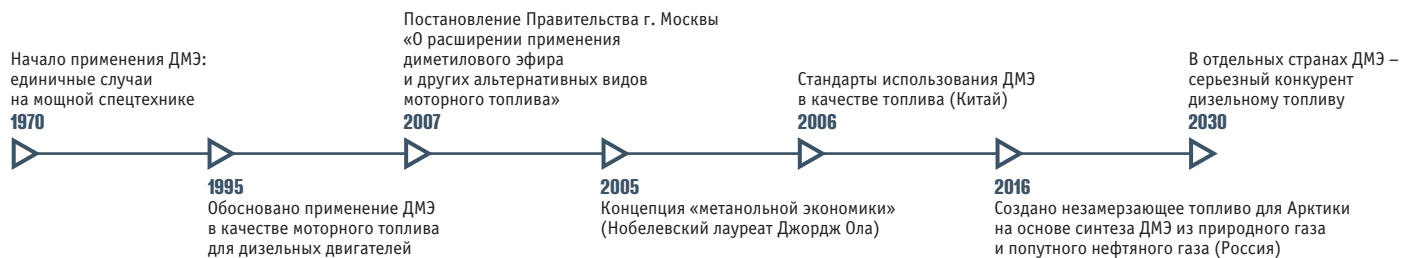 Начало применения ДМЭ:
единичные случаи
на мощной спецтехнике
1970
1995
Обосновано применение ДМЭ
в качестве моторного топлива
для дизельных двигателей
Постановление Правительства г. Москвы
«О расширении применения
диметилового эфира
и других альтернативных видов
моторного топлива»
2007
2005
Концепция «метанольной экономики»
(Нобелевский лауреат Джордж Ола)
Стандарты использования ДМЭ
в качестве топлива (Китай)
2006
2016
Создано незамерзающее топливо для Арктики
на основе синтеза ДМЭ из природного газа
и попутного нефтяного газа (Россия)
В отдельных странах ДМЭ –
серьезный конкурент
дизельному топливу
2030